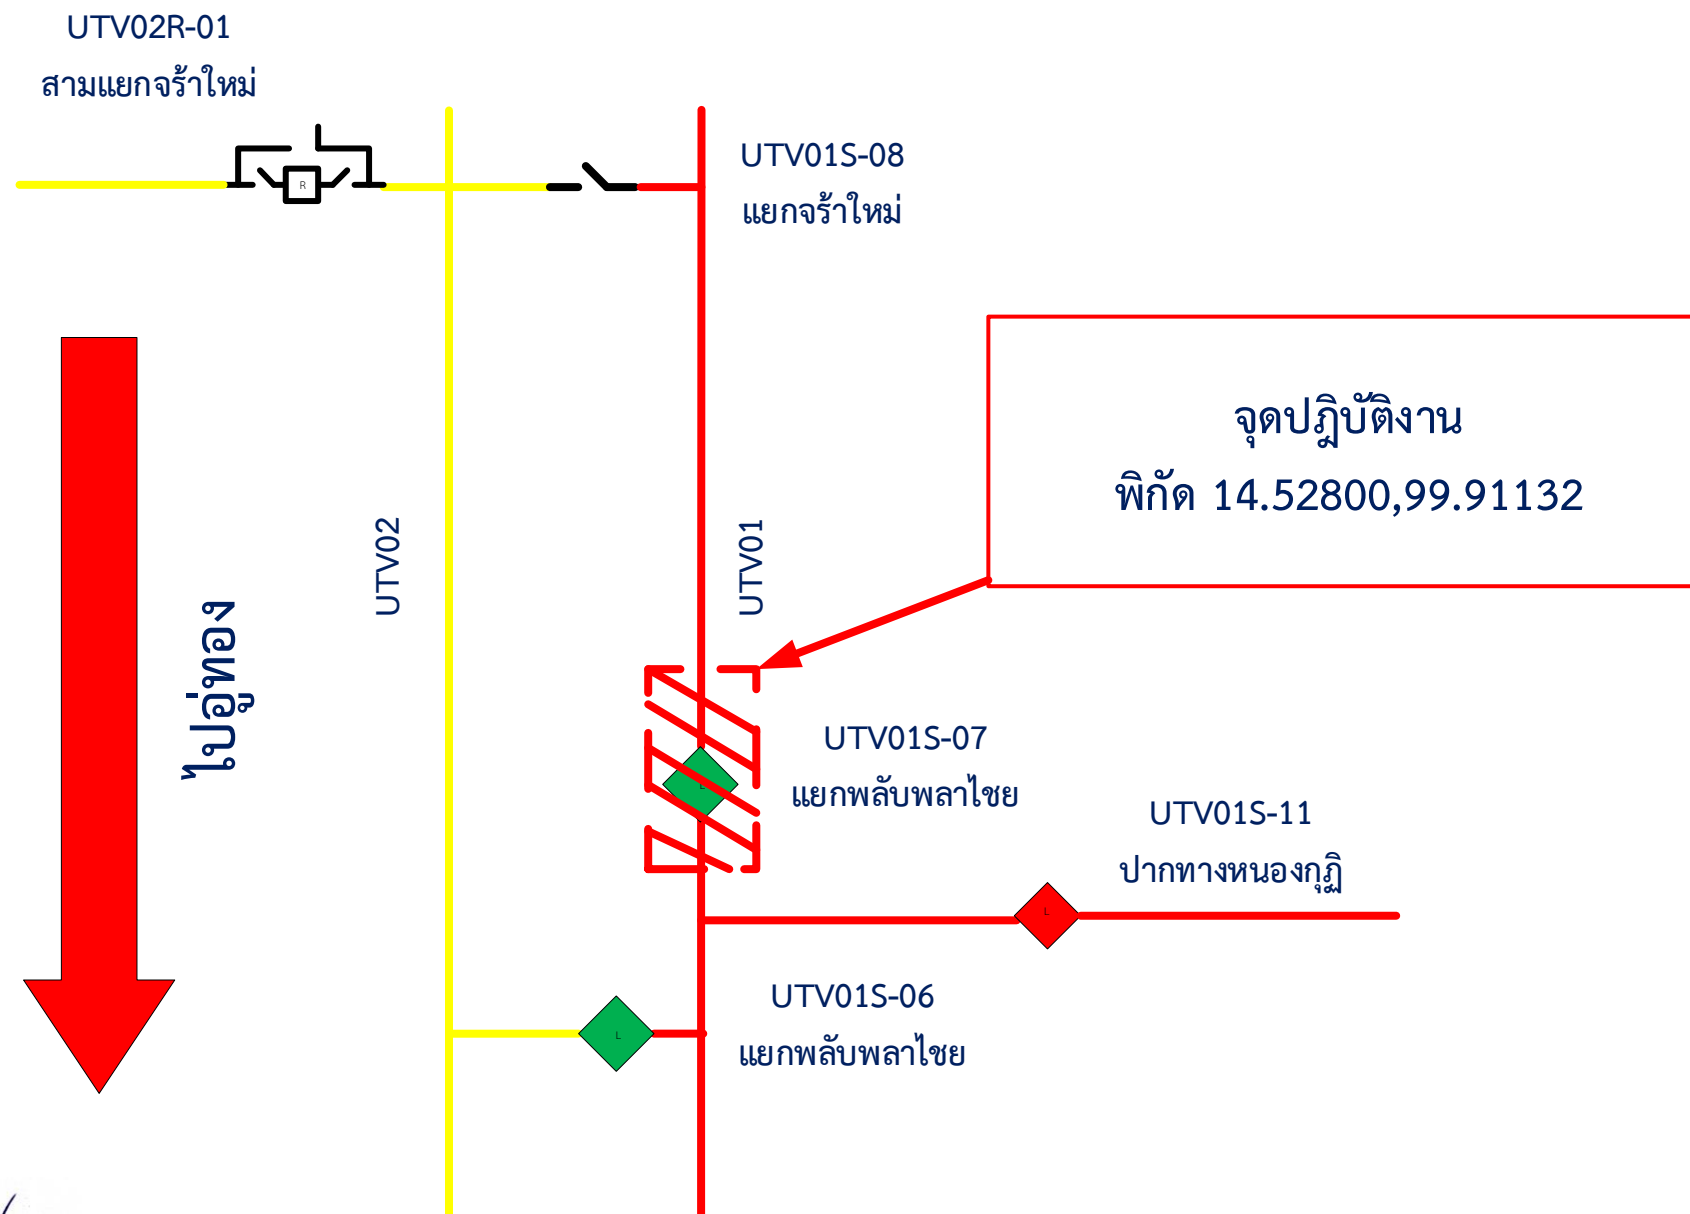 UTV02R-01
สามแยกจร้าใหม่
R
UTV01S-08
แยกจร้าใหม่
จุดปฎิบัติงาน
พิกัด 14.52800,99.91132
UTV02
UTV01
ไปอู่ทอง
UTV01S-07
แยกพลับพลาไชย
L
UTV01S-11
ปากทางหนองกุฏิ
L
UTV01S-06
แยกพลับพลาไชย
L